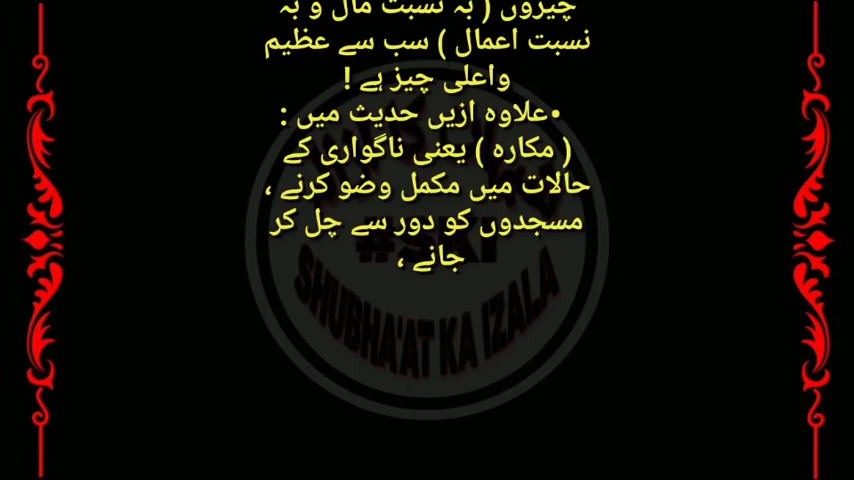 چیزوں ( بہ نسبت مال و بہ
نسبت اعمال ) سب سے عظیم
واعلی چیز ہے !
•علاوہ ازیں حدیث میں :
( مکارہ ) یعنی ناگواری کے
حالات میں مکمل وضو کرنے ،
مسجدوں کو دور سے چل کر
جانے ،
#SKI
SHUBHA'AT KA IZALA